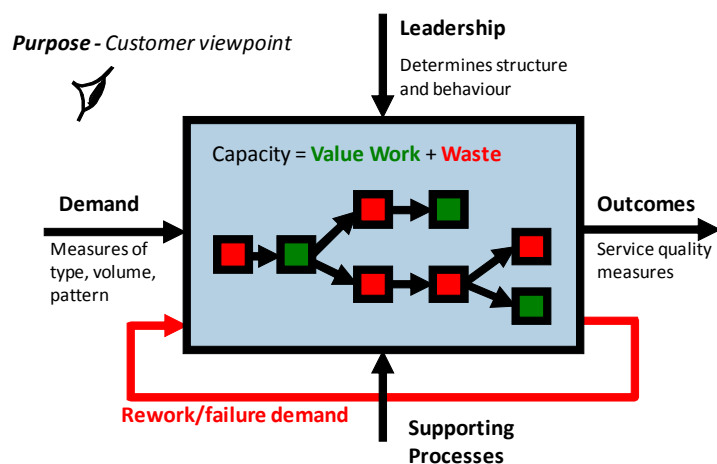 Purpose - Customer viewpoint
Leadership
Determines structure
and behaviour
Capacity = Value Work + Waste
Demand
Measures of
type, volume,
pattern
Outcomes
Service quality
measures
Rework/failure demand
Supporting
Processes